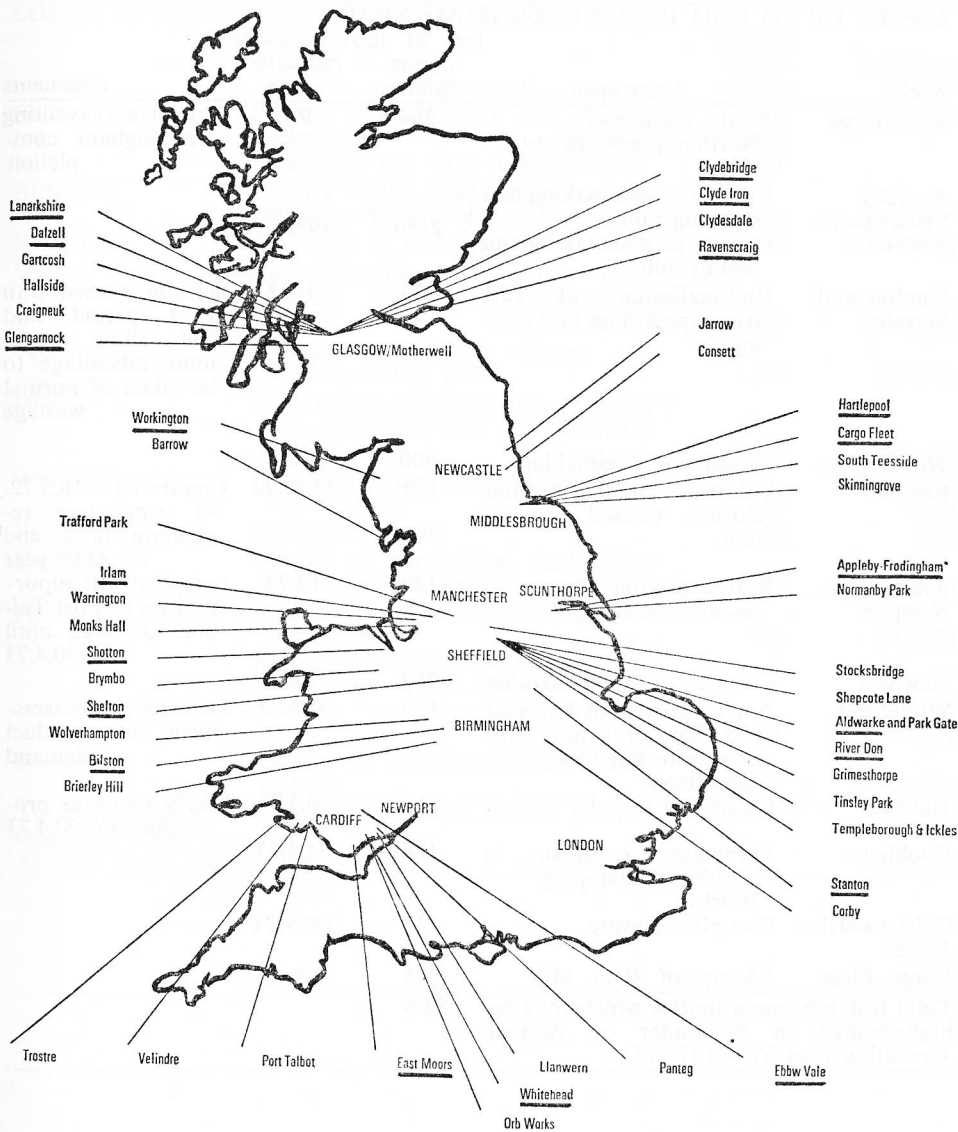 Lanarkshire
Dalzell
Gartcosh
Hallside
Craigneuk
Glengarnock
Clydebridge
Clyde Iron
Clydesdale
Ravenscraig
GLASGOW/Motherwell
Jarrow
Consett
Workington
Barrow
NEWCASTLE
Hartlepool
Cargo Fleet
South Teesside
Skinningrove
MIDDLESBROUGH
Trafford Park
Irlam
Warrington
Monks Hall
Shotton
Brymbo
Shelton
Wolverhampton
Bilston
Brierley Hill
MANCHESTER
SCUNTHORPE
Appleby-Frodingham*
Normanby Park
SHEFFIELD
Stocksbridge
Shepcote Lane
Aldwarke and Park Gate
River Don
Grimesthorpe
Tinsley Park
Templeborough & Ickles
Stanton
Corby
BIRMINGHAM
CARDIFF
NEWPORT
LONDON
Trostre
Velindre
Port Talbot
East Moors
Whitehead
Orb Works
Llanwern
Panteg
Ebbw Vale